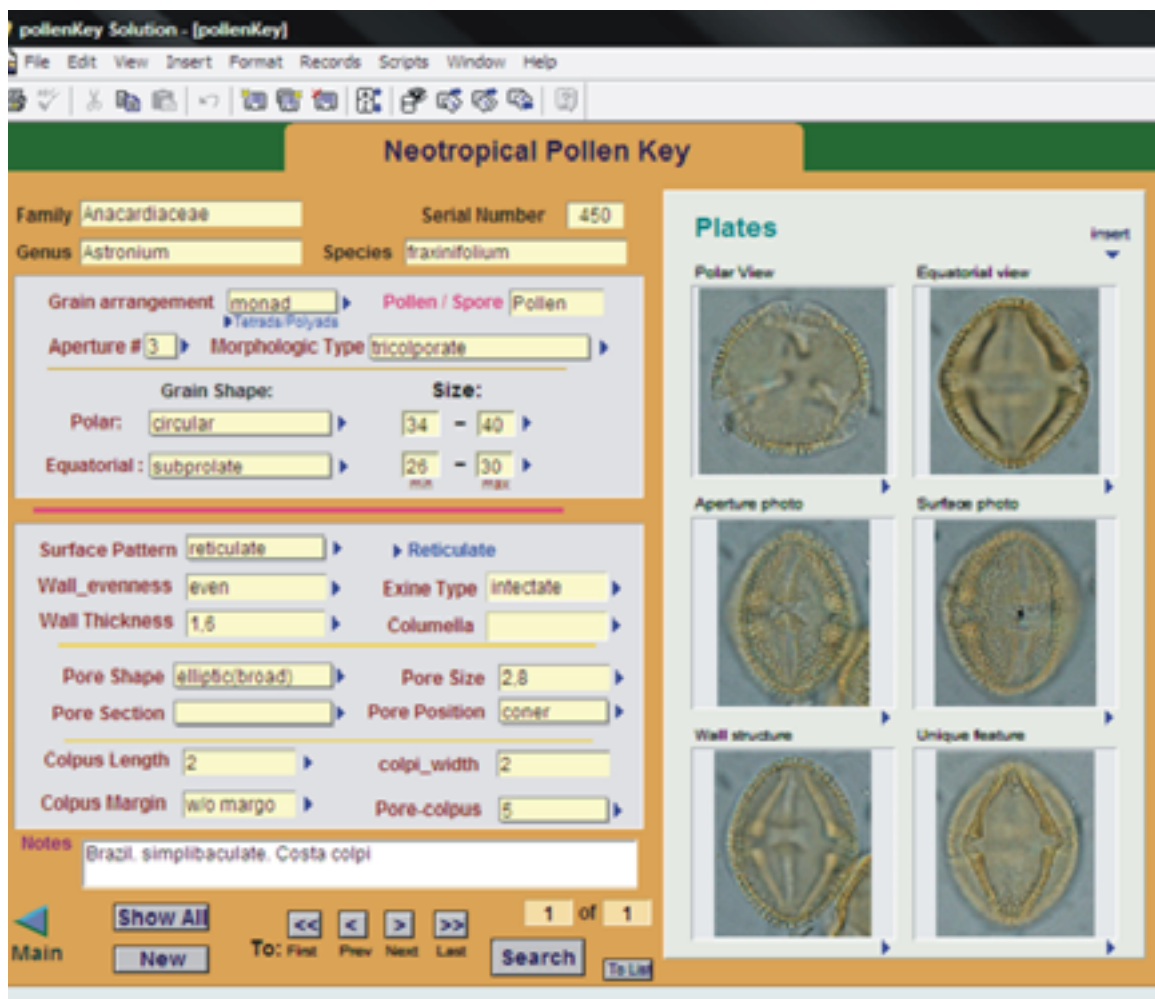 pollenKey Solution - [pollenKey]
File Edit View Insert Format Records Scripts Window Help
Neotropical Pollen Key
Family Anacardiaceae Serial Number 450
Genus Astronium Species fraxinifolium
Grain arrangement monad Pollen / Spore Pollen
Tetrads/Polyads
Aperture # 3 Morphologic Type tricolporate
Grain Shape: Size:
Polar: circular 34 - 40
Equatorial : subprolate 26 - 30
min max
Surface Pattern reticulate Reticulate
Wall_evenness even Exine Type intectate
Wall Thickness 1,6 Columella
Pore Shape elliptic(broad) Pore Size 2,8
Pore Section Pore Position coner
Colpus Length 2 colpi_width 2
Colpus Margin w/o margo Pore-colpus 5
Notes Brazil, simplibaculate, Costa colpi
Main Show All New
To: << First < Prev > Next >> Last
1 of 1
Search To List
Plates
insert
Polar View Equatorial view
Aperture photo Surface photo
Wall structure Unique feature